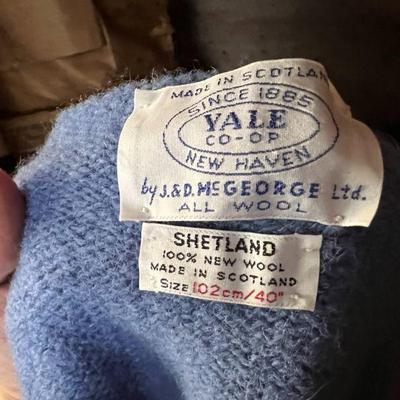 MADE IN SCOTLAND
SINCE 1885
YALE
CO-OP
NEW HAVEN
by J.& D. McGEORGE Ltd.
ALL WOOL
SHETLAND
100% NEW WOOL
MADE IN SCOTLAND
SIZE 102cm/40"